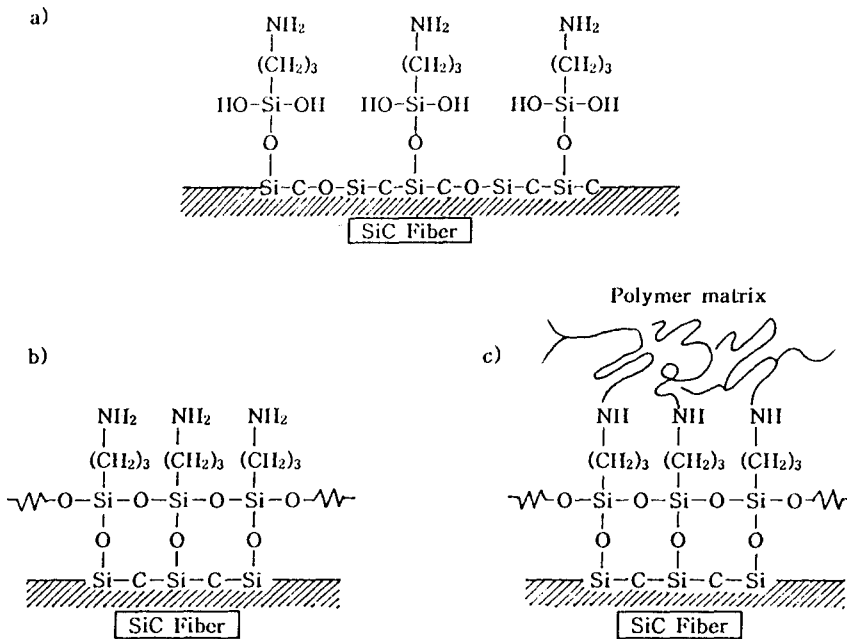 a)
NH₂ NH₂ NH₂
(CH₂)₃ (CH₂)₃ (CH₂)₃
HO-Si-OH HO-Si-OH HO-Si-OH
O O O
Si-C-O-Si-C-Si-C-O-Si-C-Si-C
SiC Fiber
b)
NH₂ NH₂ NH₂
(CH₂)₃ (CH₂)₃ (CH₂)₃
-O-Si-O-Si-O-Si-O-
O O O
Si-C-Si-C-Si
SiC Fiber
c)
Polymer matrix
NH NH NH
(CH₂)₃ (CH₂)₃ (CH₂)₃
-O-Si-O-Si-O-Si-O-
O O O
Si-C-Si-C-Si
SiC Fiber